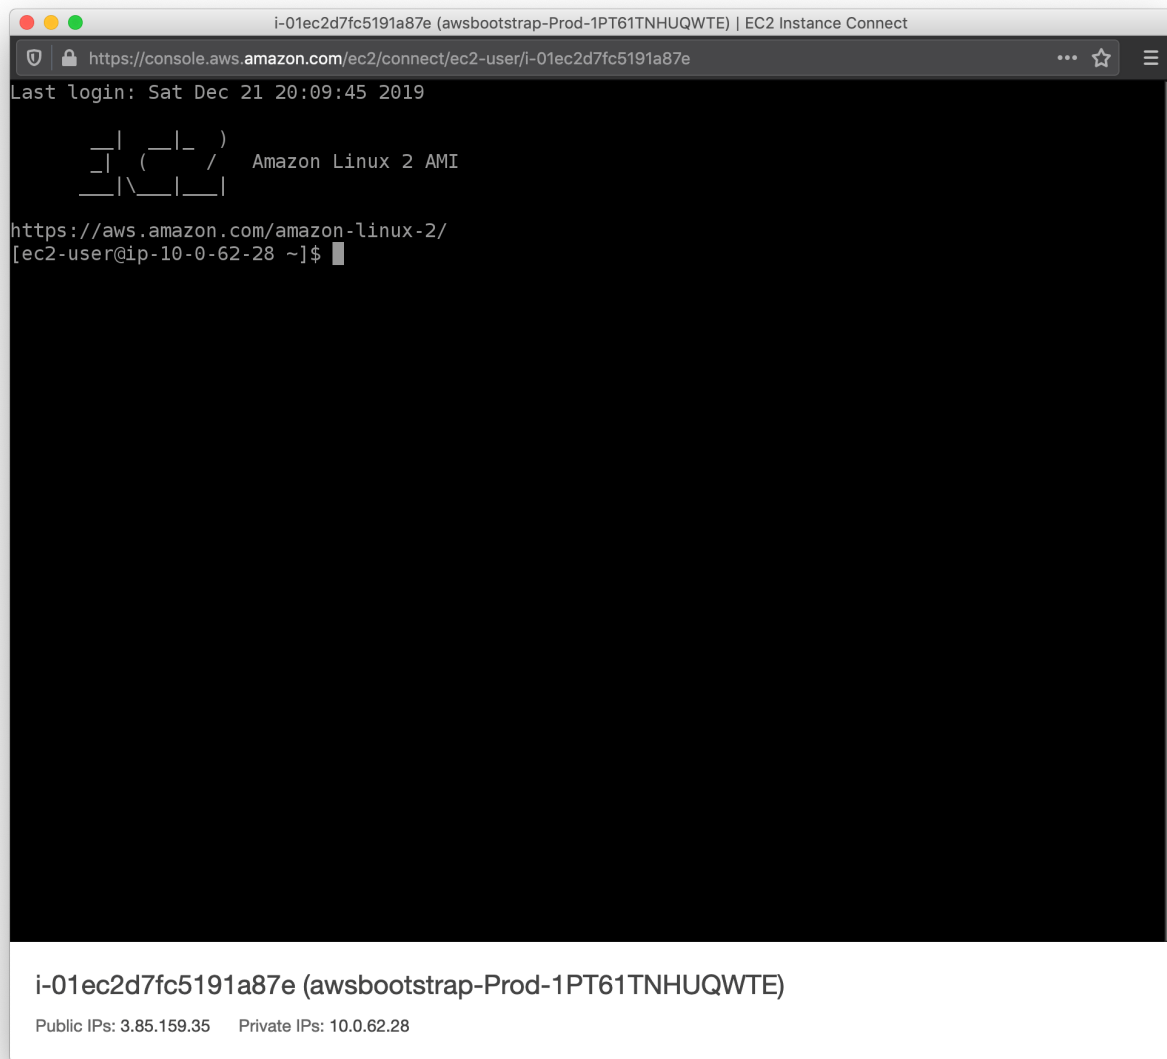 i-01ec2d7fc5191a87e (awsbootstrap-Prod-1PT61TNHUQWTE) | EC2 Instance Connect
https://console.aws.amazon.com/ec2/connect/ec2-user/i-01ec2d7fc5191a87e
Last login: Sat Dec 21 20:09:45 2019
       __|  __|_  )
       _|  (     /   Amazon Linux 2 AMI
      ___|\___|___|
https://aws.amazon.com/amazon-linux-2/
[ec2-user@ip-10-0-62-28 ~]$
i-01ec2d7fc5191a87e (awsbootstrap-Prod-1PT61TNHUQWTE)
Public IPs: 3.85.159.35 Private IPs: 10.0.62.28